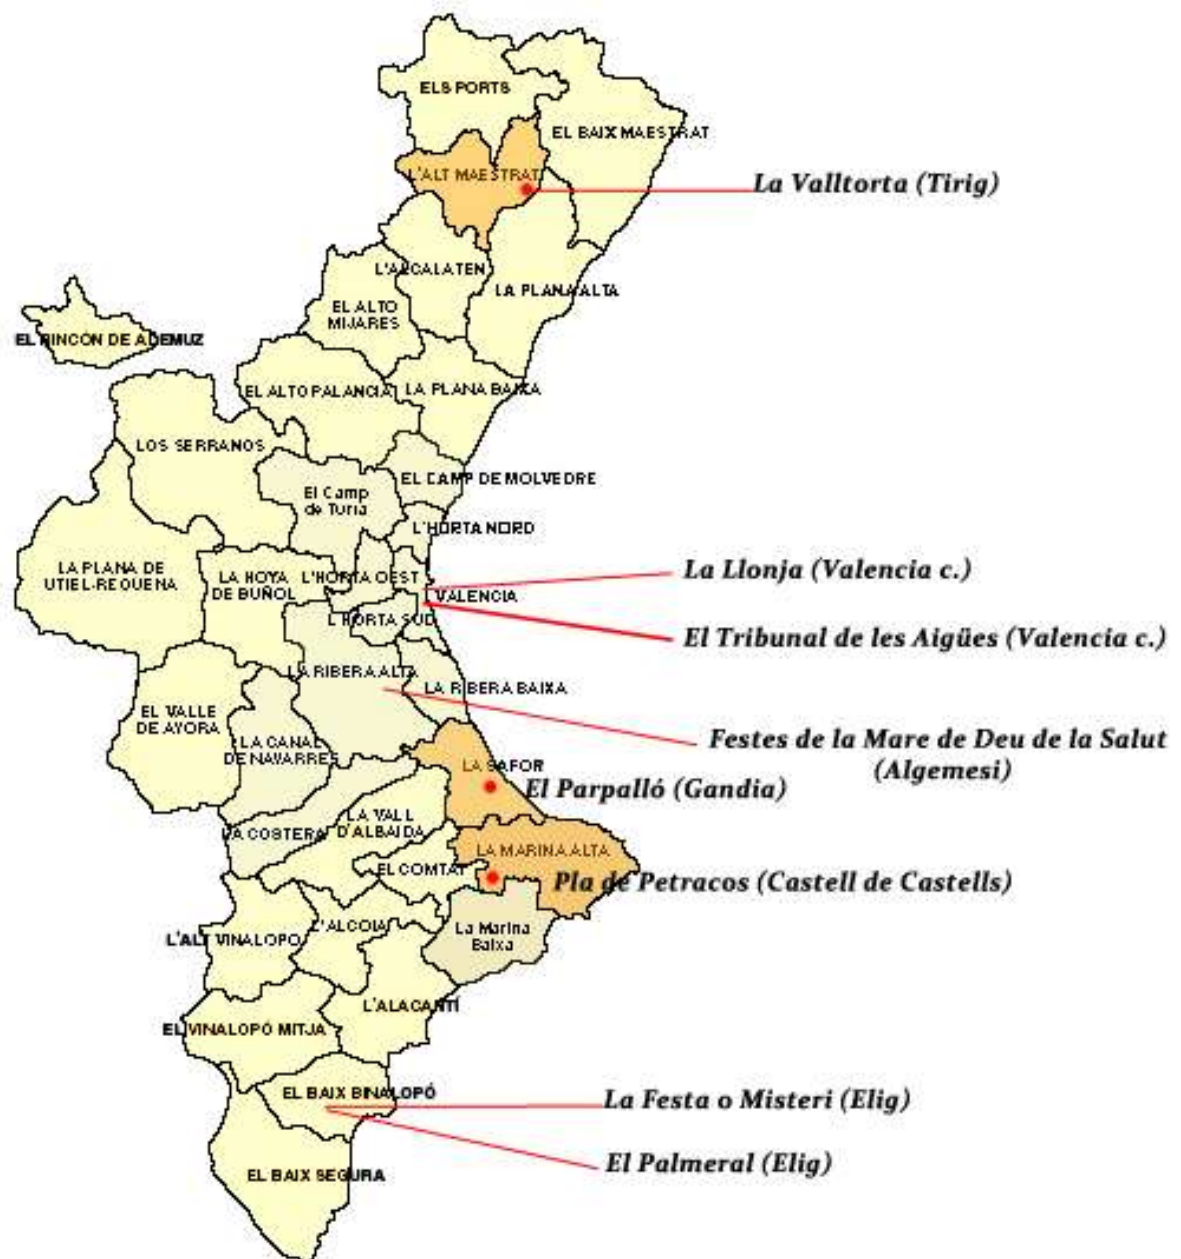 ELS PORTS
EL BAIX MAESTRAT
L'ALT MAESTRAT
La Valltorta (Tirig)
L'ALCALATEN
LA PLANA ALTA
EL ALTO
MIJARES
EL RINCÓN DE ADEMUZ
EL ALTO PALANCIA
LA PLANA BAIXA
LOS SERRANOS
EL CAMP DE MOLVEDRE
El Camp
de Turia
L'HORTA NORD
LA PLANA DE
UTIEL-REQUENA
LA HOYA
DE BUÑOL
L'HORTA OEST
La Llonja (Valencia c.)
VALENCIA
L'HORTA SUD
El Tribunal de les Aigües (Valencia c.)
LA RIBERA ALTA
LA RIBERA BAIXA
EL VALLE
DE AYORA
LA CANAL
DE NAVARRES
Festes de la Mare de Deu de la Salut
(Algemesi)
LA SAFOR
El Parpalló (Gandia)
LA COSTERA
LA VALL
D'ALBAIDA
LA MARINA ALTA
EL COMTAT
Pla de Petracos (Castell de Castells)
L'ALCOIA
La Marina
Baixa
L'ALT VINALOPO
L'ALACANTÍ
EL VINALOPÓ MITJA
EL BAIX BINALOPÓ
La Festa o Misteri (Elig)
El Palmeral (Elig)
EL BAIX SEGURA